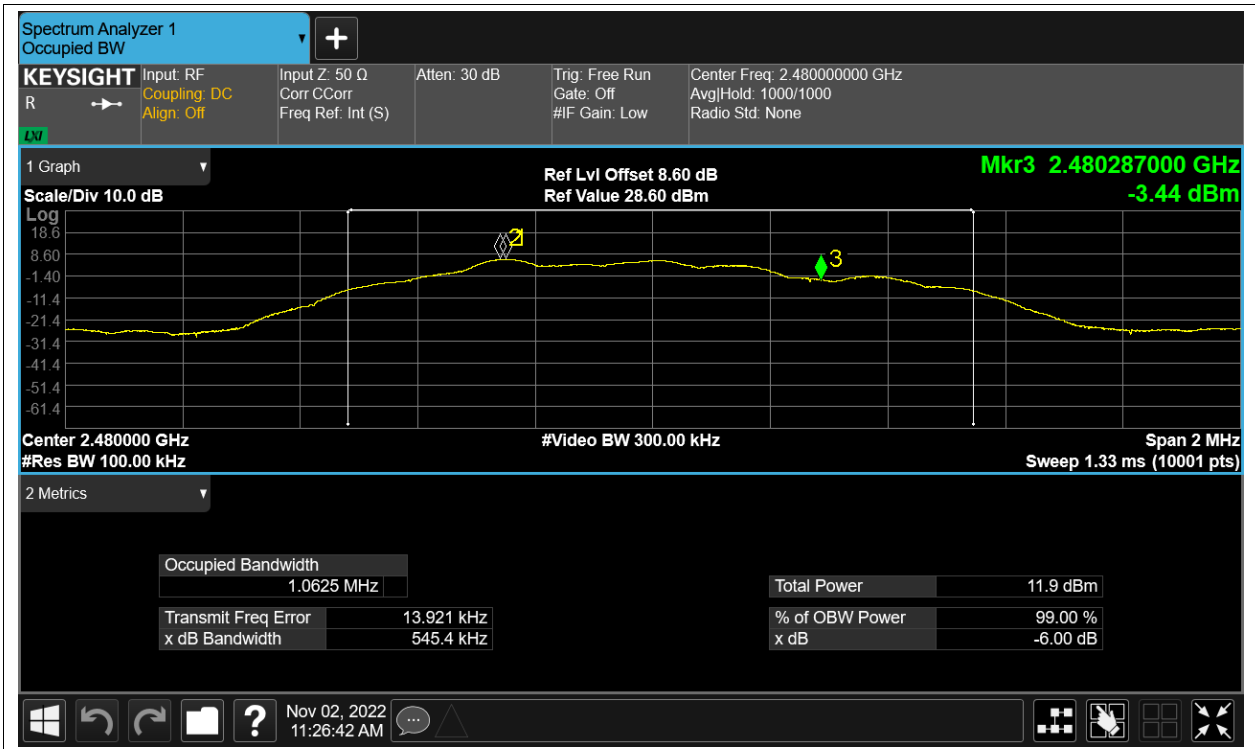 Spectrum Analyzer 1
Occupied BW
KEYSIGHT
R
LXI
Input: RF
Coupling: DC
Align: Off
Input Z: 50 Ω
Corr CCorr
Freq Ref: Int (S)
Atten: 30 dB
Trig: Free Run
Gate: Off
#IF Gain: Low
Center Freq: 2.480000000 GHz
Avg|Hold: 1000/1000
Radio Std: None
1 Graph
Scale/Div 10.0 dB
Ref Lvl Offset 8.60 dB
Ref Value 28.60 dBm
Mkr3 2.480287000 GHz
-3.44 dBm
Log
18.6
8.60
-1.40
-11.4
-21.4
-31.4
-41.4
-51.4
-61.4
2
3
Center 2.480000 GHz
#Res BW 100.00 kHz
#Video BW 300.00 kHz
Span 2 MHz
Sweep 1.33 ms (10001 pts)
2 Metrics
Occupied Bandwidth
1.0625 MHz
Transmit Freq Error 13.921 kHz
x dB Bandwidth 545.4 kHz
Total Power 11.9 dBm
% of OBW Power 99.00 %
x dB -6.00 dB
Nov 02, 2022
11:26:42 AM